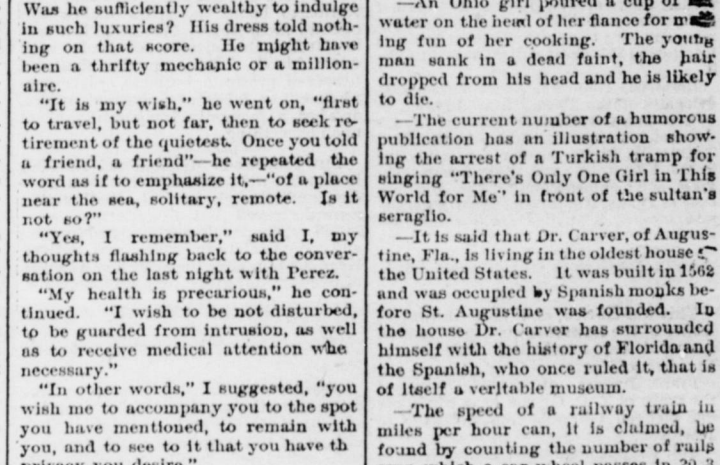 Was he sufficiently wealthy to indulge
in such luxuries? His dress told noth-
ing on that score. He might have
been a thrifty mechanic or a million-
aire.
"It is my wish," he went on, "first
to travel, but not far, then to seek re-
tirement of the quietest. Once you told
a friend, a friend"—he repeated the
word as if to emphasize it,—"of a place
near the sea, solitary, remote. Is it
not so?"
"Yes, I remember," said I, my
thoughts flashing back to the conver-
sation on the last night with Perez.
"My health is precarious," he con-
tinued. "I wish to be not disturbed,
to be guarded from intrusion, as well
as to receive medical attention whe
necessary."
"In other words," I suggested, "you
wish me to accompany you to the spot
you have mentioned, to remain with
you, and to see to it that you have th
privacy you desire."
—An Ohio girl poured a cup of
water on the head of her fiance for
ing fun of her cooking. The young
man sank in a dead faint, the hair
dropped from his head and he is likely
to die.
—The current number of a humorous
publication has an illustration show-
ing the arrest of a Turkish tramp for
singing "There's Only One Girl in This
World for Me" in front of the sultan's
seraglio.
—It is said that Dr. Carver, of Augus-
tine, Fla., is living in the oldest house
the United States. It was built in 1562
and was occupied by Spanish monks be-
fore St. Augustine was founded. In
the house Dr. Carver has surrounded
himself with the history of Florida and
the Spanish, who once ruled it, that is
of itself a veritable museum.
—The speed of a railway train in
miles per hour can, it is claimed, be
found by counting the number of rails